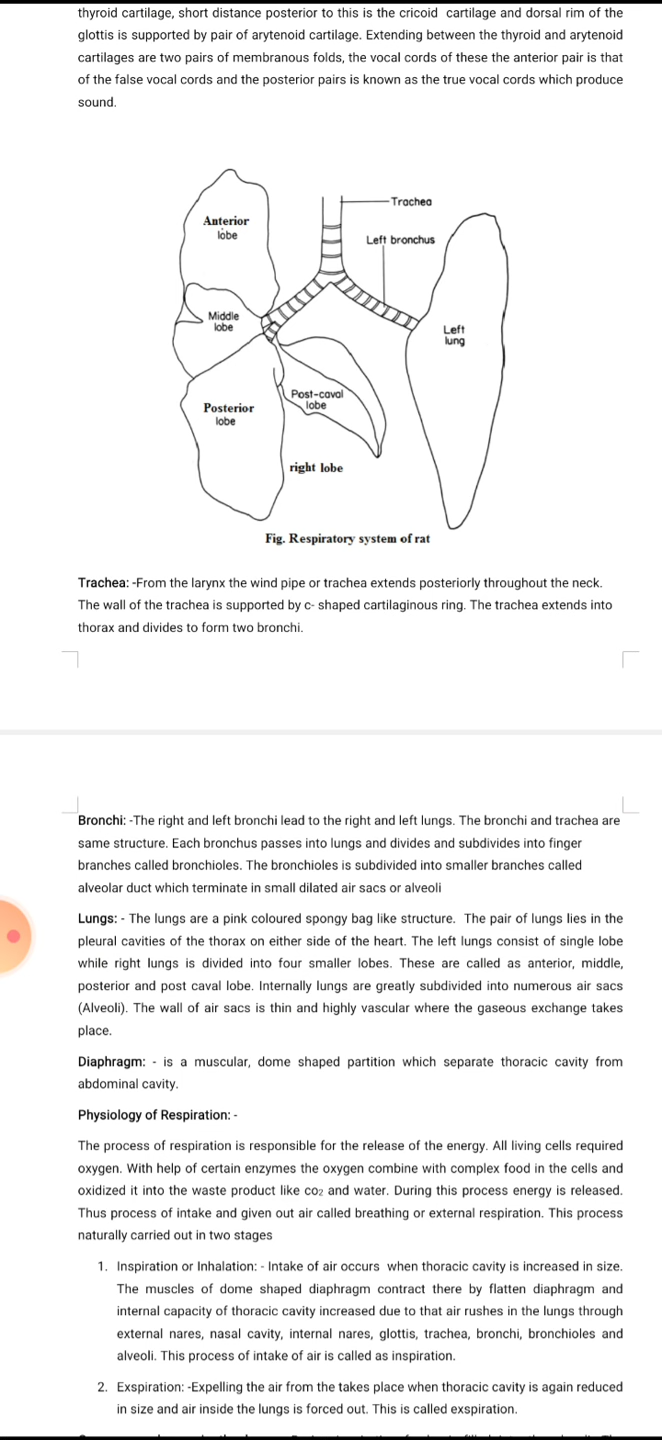 thyroid cartilage, short distance posterior to this is the cricoid cartilage and dorsal rim of the
glottis is supported by pair of arytenoid cartilage. Extending between the thyroid and arytenoid
cartilages are two pairs of membranous folds, the vocal cords of these the anterior pair is that
of the false vocal cords and the posterior pairs is known as the true vocal cords which produce
sound.
Trachea
Anterior
lobe
Left bronchus
Middle
lobe
Left
lung
Post-caval
lobe
Posterior
lobe
right lobe
Fig. Respiratory system of rat
Trachea: -From the larynx the wind pipe or trachea extends posteriorly throughout the neck.
The wall of the trachea is supported by c- shaped cartilaginous ring. The trachea extends into
thorax and divides to form two bronchi.
Bronchi: -The right and left bronchi lead to the right and left lungs. The bronchi and trachea are
same structure. Each bronchus passes into lungs and divides and subdivides into finger
branches called bronchioles. The bronchioles is subdivided into smaller branches called
alveolar duct which terminate in small dilated air sacs or alveoli
Lungs: - The lungs are a pink coloured spongy bag like structure. The pair of lungs lies in the
pleural cavities of the thorax on either side of the heart. The left lungs consist of single lobe
while right lungs is divided into four smaller lobes. These are called as anterior, middle,
posterior and post caval lobe. Internally lungs are greatly subdivided into numerous air sacs
(Alveoli). The wall of air sacs is thin and highly vascular where the gaseous exchange takes
place.
Diaphragm: - is a muscular, dome shaped partition which separate thoracic cavity from
abdominal cavity.
Physiology of Respiration: -
The process of respiration is responsible for the release of the energy. All living cells required
oxygen. With help of certain enzymes the oxygen combine with complex food in the cells and
oxidized it into the waste product like co₂ and water. During this process energy is released.
Thus process of intake and given out air called breathing or external respiration. This process
naturally carried out in two stages
1. Inspiration or Inhalation: - Intake of air occurs when thoracic cavity is increased in size.
The muscles of dome shaped diaphragm contract there by flatten diaphragm and
internal capacity of thoracic cavity increased due to that air rushes in the lungs through
external nares, nasal cavity, internal nares, glottis, trachea, bronchi, bronchioles and
alveoli. This process of intake of air is called as inspiration.
2. Exspiration: -Expelling the air from the takes place when thoracic cavity is again reduced
in size and air inside the lungs is forced out. This is called exspiration.